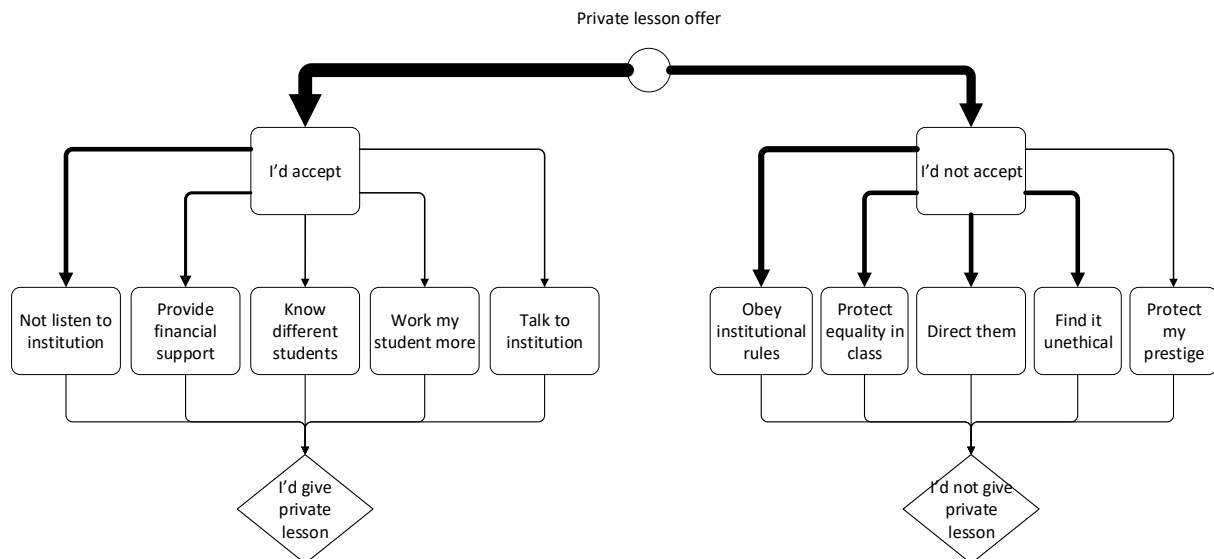 Private lesson offer
I'd accept
I'd not accept
Not listen to
institution
Provide
financial
support
Know
different
students
Work my
student more
Talk to
institution
Obey
institutional
rules
Protect
equality in
class
Direct them
Find it
unethical
Protect
my
prestige
I'd give
private
lesson
I'd not give
private
lesson